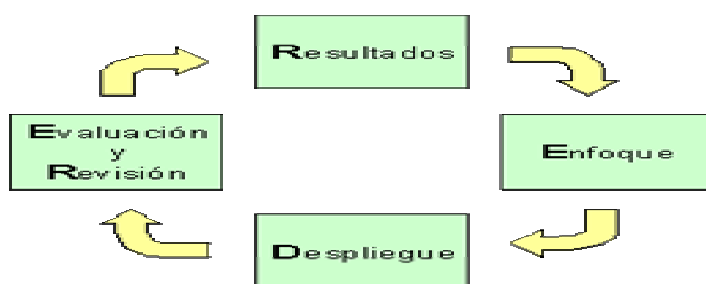 Resultados
Evaluación
y
Revisión
Enfoque
Despliegue